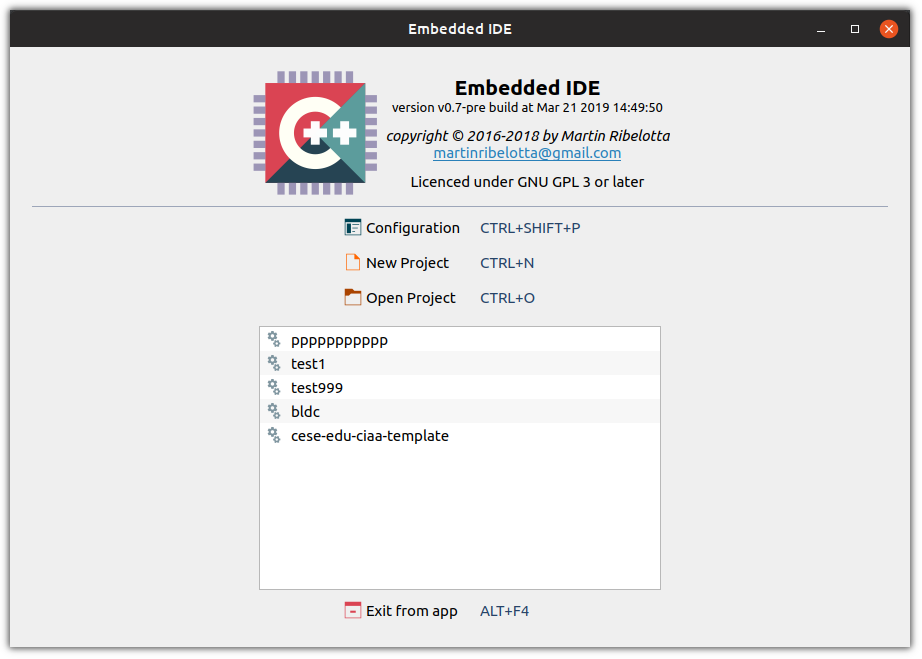 Embedded IDE
Embedded IDE
version v0.7-pre build at Mar 21 2019 14:49:50
copyright © 2016-2018 by Martin Ribelotta
martinribelotta@gmail.com
Licenced under GNU GPL 3 or later
C++
Configuration CTRL+SHIFT+P
New Project CTRL+N
Open Project CTRL+O
ppppppppppp
test1
test999
bldc
cese-edu-ciaa-template
Exit from app ALT+F4